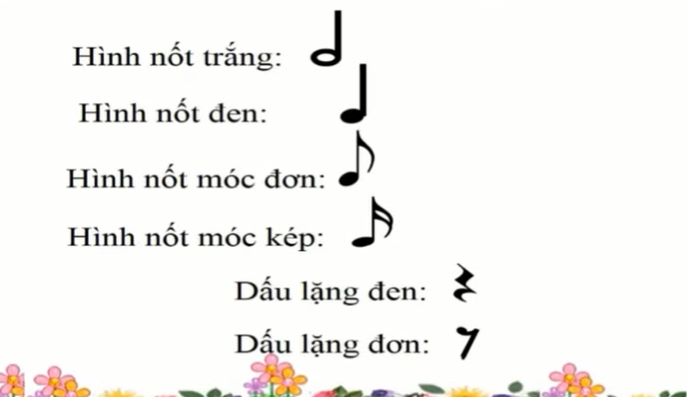 Hình nốt trắng:
Hình nốt đen:
Hình nốt móc đơn:
Hình nốt móc kép:
Dấu lặng đen:
Dấu lặng đơn: